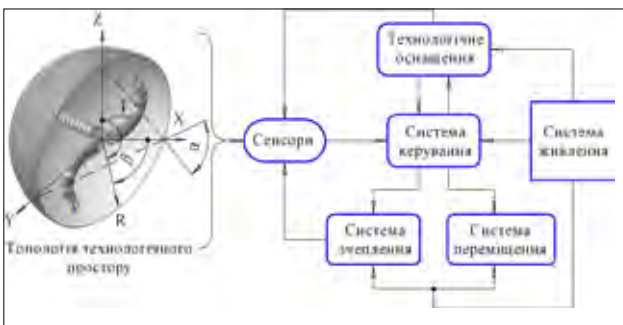 Z
Технологічне
оснащення
X
Сенсори
Система
керування
Система
живлення
β
α
Y
R
Топологія технологічного
простору
Система
зчеплення
Система
переміщення